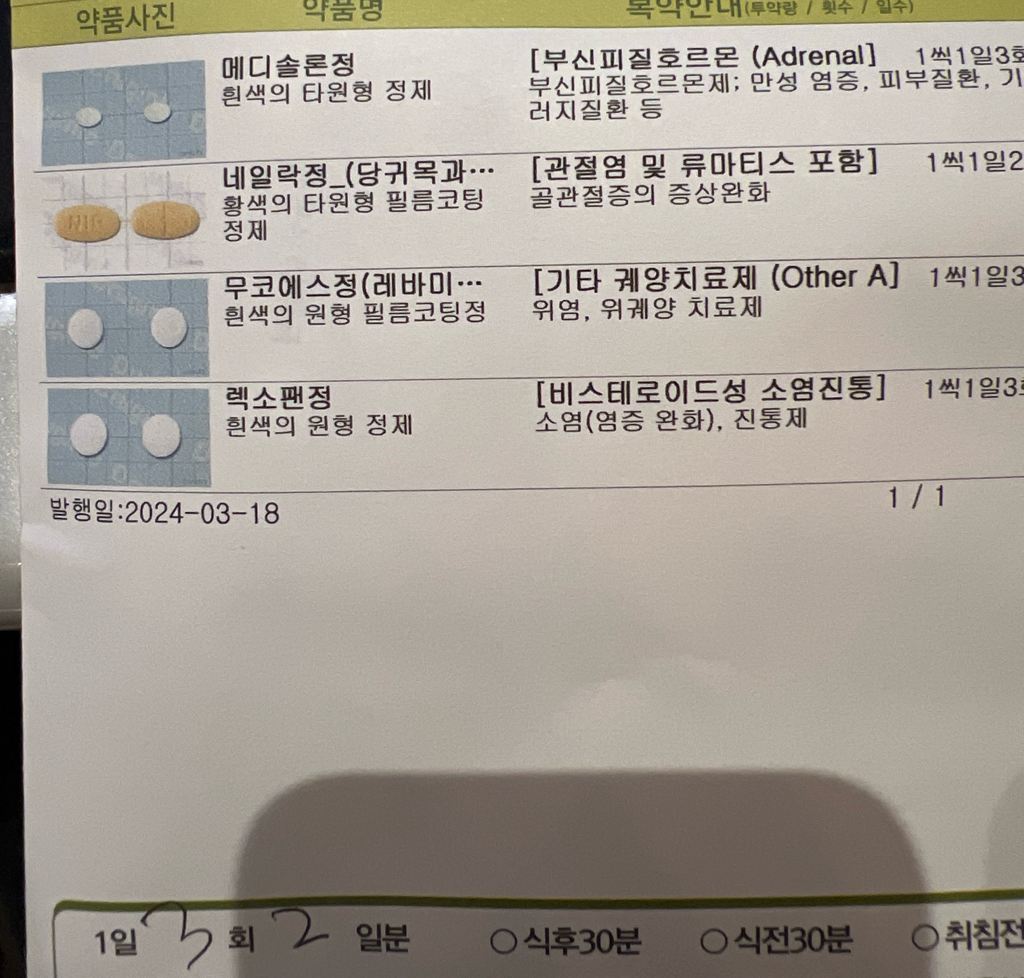 약품사진 약품명 복약안내(투약량 / 횟수 / 일수)
메디솔론정 [부신피질호르몬 (Adrenal] 1씩1일3회
흰색의 타원형 정제 부신피질호르몬제; 만성 염증, 피부질환, 기
러지질환 등
네일락정_(당귀목과… [관절염 및 류마티스 포함] 1씩1일2
황색의 타원형 필름코팅 골관절증의 증상완화
정제
무코에스정(레바미… [기타 궤양치료제 (Other A] 1씩1일3
흰색의 원형 필름코팅정 위염, 위궤양 치료제
렉소팬정 [비스테로이드성 소염진통] 1씩1일3회
흰색의 원형 정제 소염(염증 완화), 진통제
발행일:2024-03-18 1 / 1
1일 3 회 2 일분 ○식후30분 ○식전30분 ○취침전